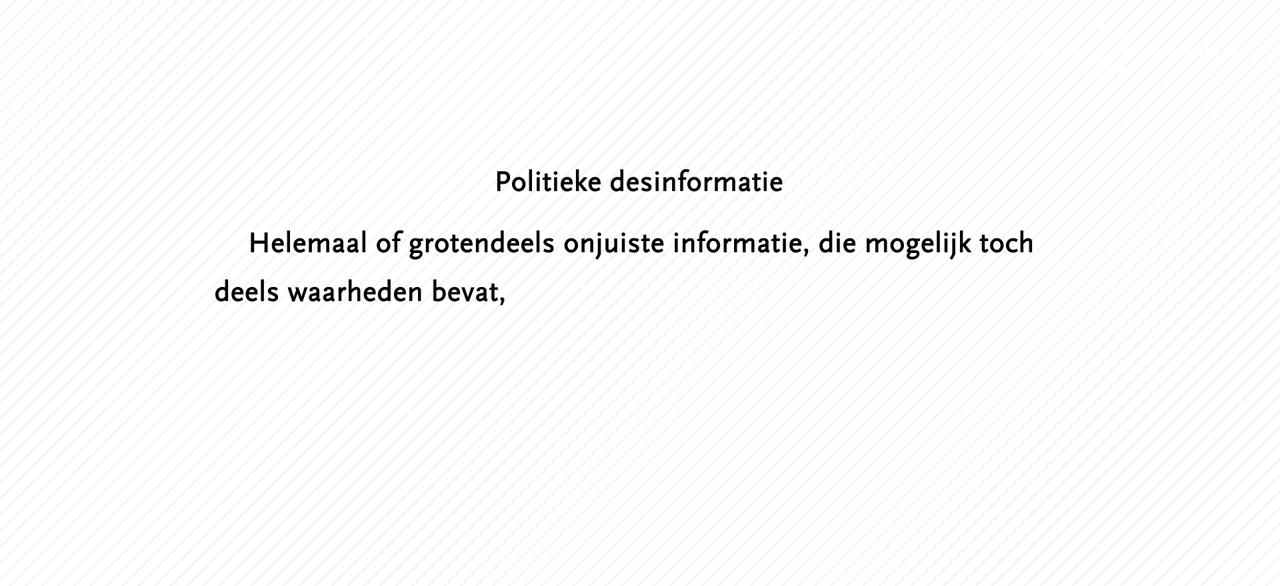 Politieke desinformatie
Helemaal of grotendeels onjuiste informatie, die mogelijk toch
deels waarheden bevat,